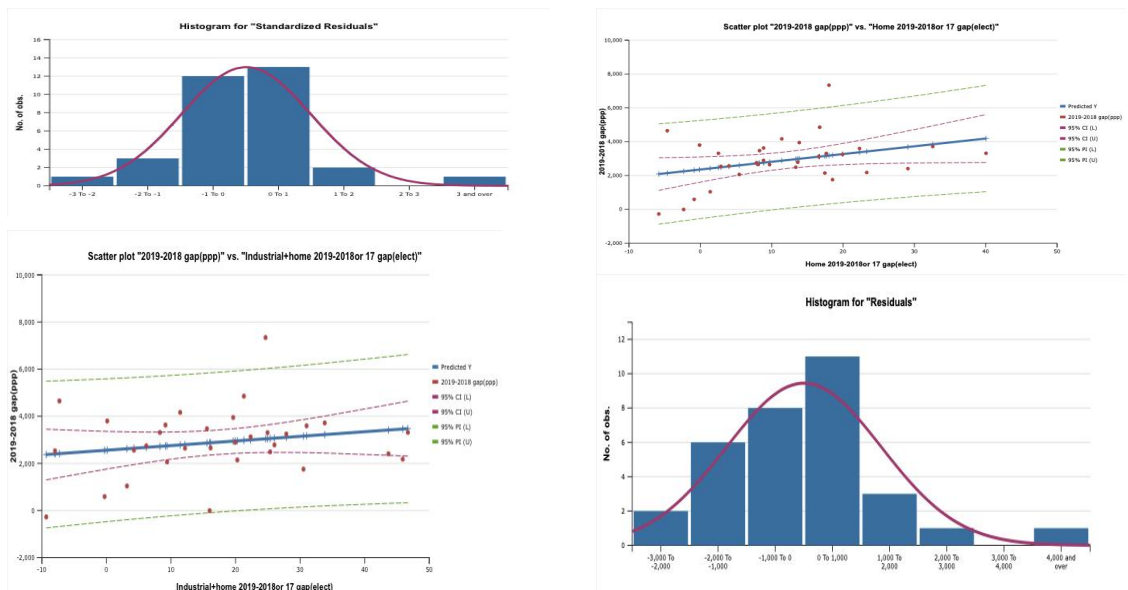 Histogram for "Standardized Residuals"
No. of obs.
16
14
12
10
8
6
4
2
0
-3 To -2
-2 To -1
-1 To 0
0 To 1
1 To 2
2 To 3
3 and over
Scatter plot "2019-2018 gap(ppp)" vs. "Home 2019-2018or 17 gap(elect)"
2019-2018 gap(ppp)
10,000
8,000
6,000
4,000
2,000
0
-2,000
-10
0
10
20
30
40
50
Home 2019-2018or 17 gap(elect)
Predicted Y
2019-2018 gap(ppp)
95% CI (L)
95% CI (U)
95% PI (L)
95% PI (U)
Scatter plot "2019-2018 gap(ppp)" vs. "Industrial+home 2019-2018or 17 gap(elect)"
2019-2018 gap(ppp)
10,000
8,000
6,000
4,000
2,000
0
-2,000
-10
0
10
20
30
40
50
Industrial+home 2019-2018or 17 gap(elect)
Predicted Y
2019-2018 gap(ppp)
95% CI (L)
95% CI (U)
95% PI (L)
95% PI (U)
Histogram for "Residuals"
No. of obs.
12
10
8
6
4
2
0
-3,000 To
-2,000
-2,000 To
-1,000
-1,000 To 0
0 To 1,000
1,000 To
2,000
2,000 To
3,000
3,000 To
4,000
4,000 and
over